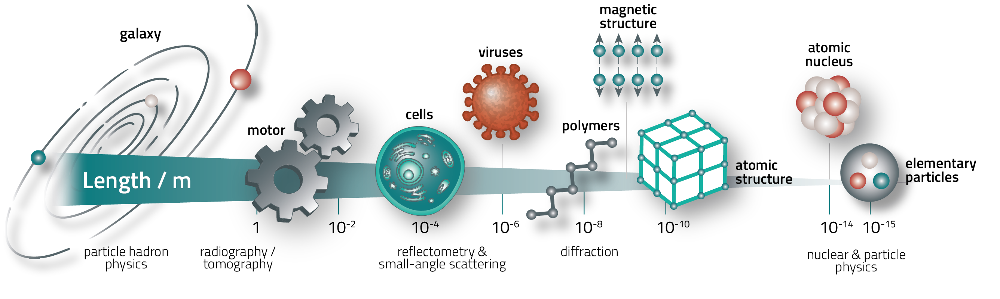 galaxy
motor
cells
viruses
magnetic
structure
polymers
atomic
structure
atomic
nucleus
elementary
particles
Length / m
1
10⁻²
10⁻⁴
10⁻⁶
10⁻⁸
10⁻¹⁰
10⁻¹⁴
10⁻¹⁵
particle hadron
physics
radiography /
tomography
reflectometry &
small-angle scattering
diffraction
nuclear & particle
physics